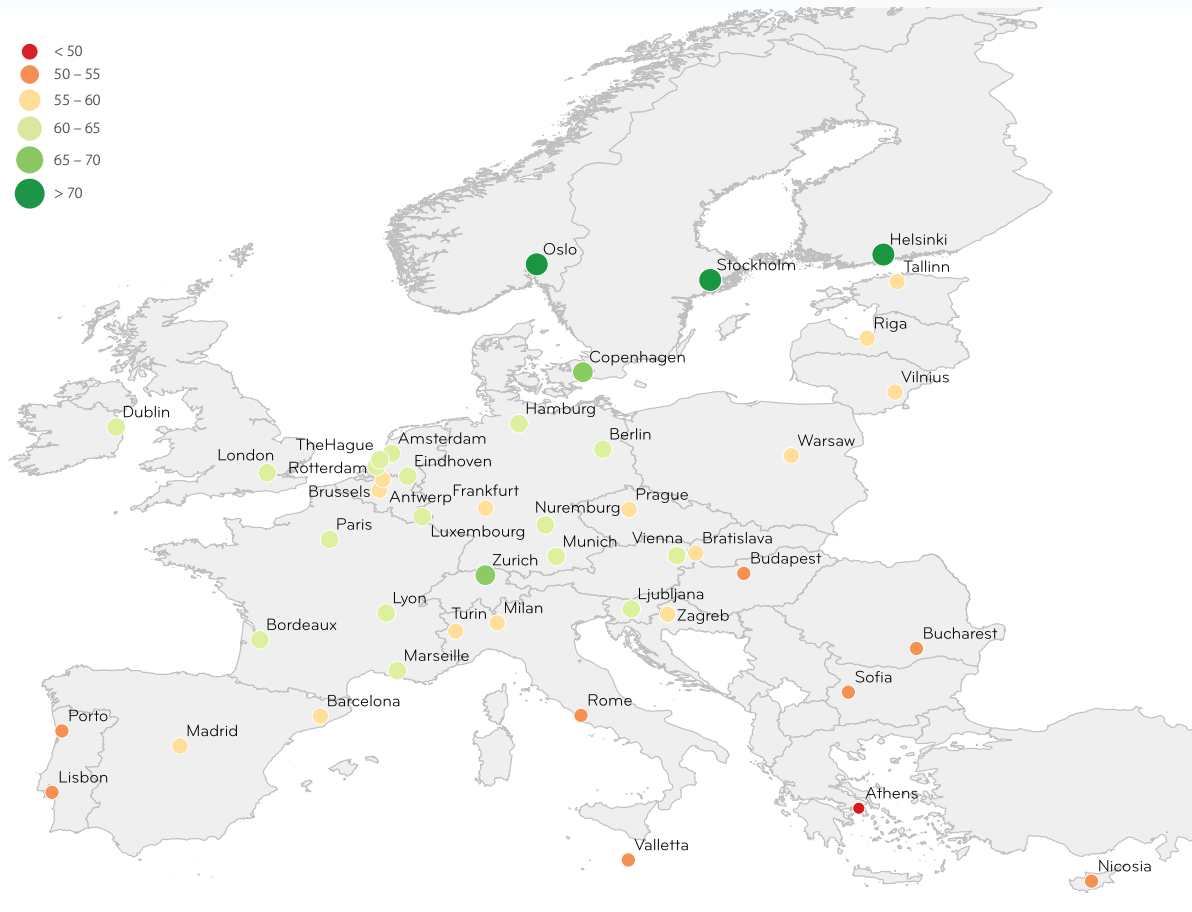 < 50
50 – 55
55 – 60
60 – 65
65 – 70
> 70
Helsinki
Oslo
Stockholm
Tallinn
Riga
Copenhagen
Vilnius
Hamburg
Dublin
Berlin
Amsterdam
Warsaw
TheHague
London
Eindhoven
Rotterdam
Brussels
Frankfurt
Prague
Antwerp
Nuremburg
Paris
Luxembourg
Vienna
Bratislava
Munich
Budapest
Zurich
Ljubljana
Lyon
Milan
Turin
Zagreb
Bordeaux
Bucharest
Marseille
Sofia
Barcelona
Rome
Porto
Madrid
Lisbon
Athens
Valletta
Nicosia